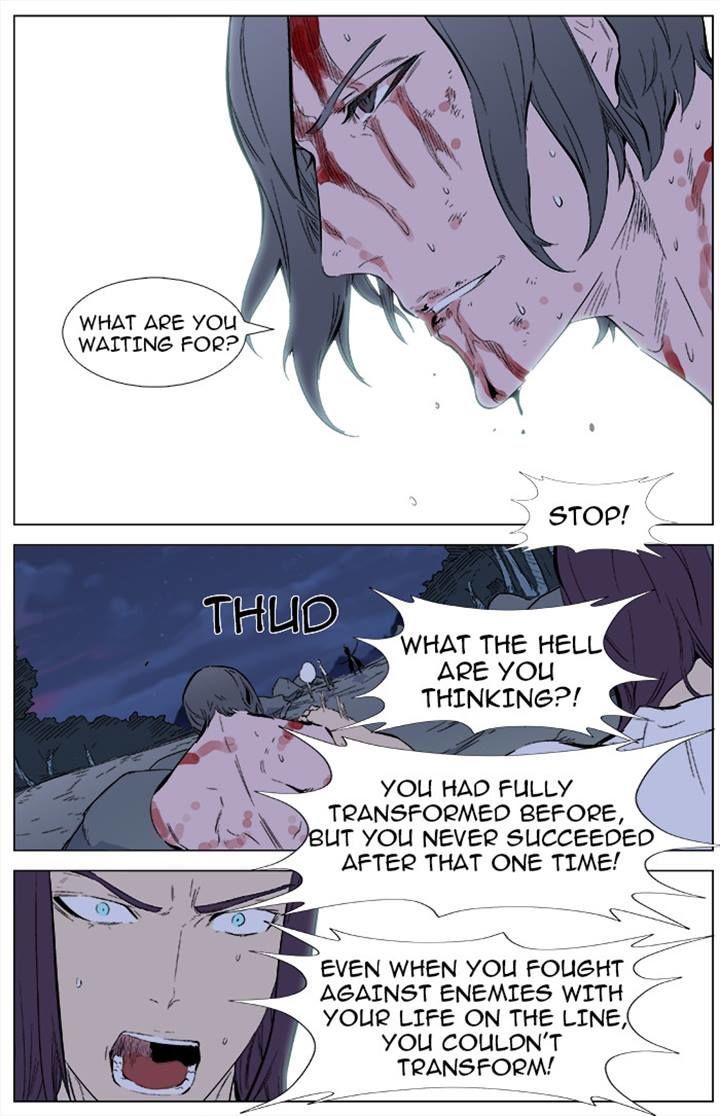 WHAT ARE YOU
WAITING FOR?
STOP!
THUD
WHAT THE HELL
ARE YOU
THINKING?!
YOU HAD FULLY
TRANSFORMED BEFORE,
BUT YOU NEVER SUCCEEDED
AFTER THAT ONE TIME!
EVEN WHEN YOU FOUGHT
AGAINST ENEMIES WITH
YOUR LIFE ON THE LINE,
YOU COULDN'T
TRANSFORM!